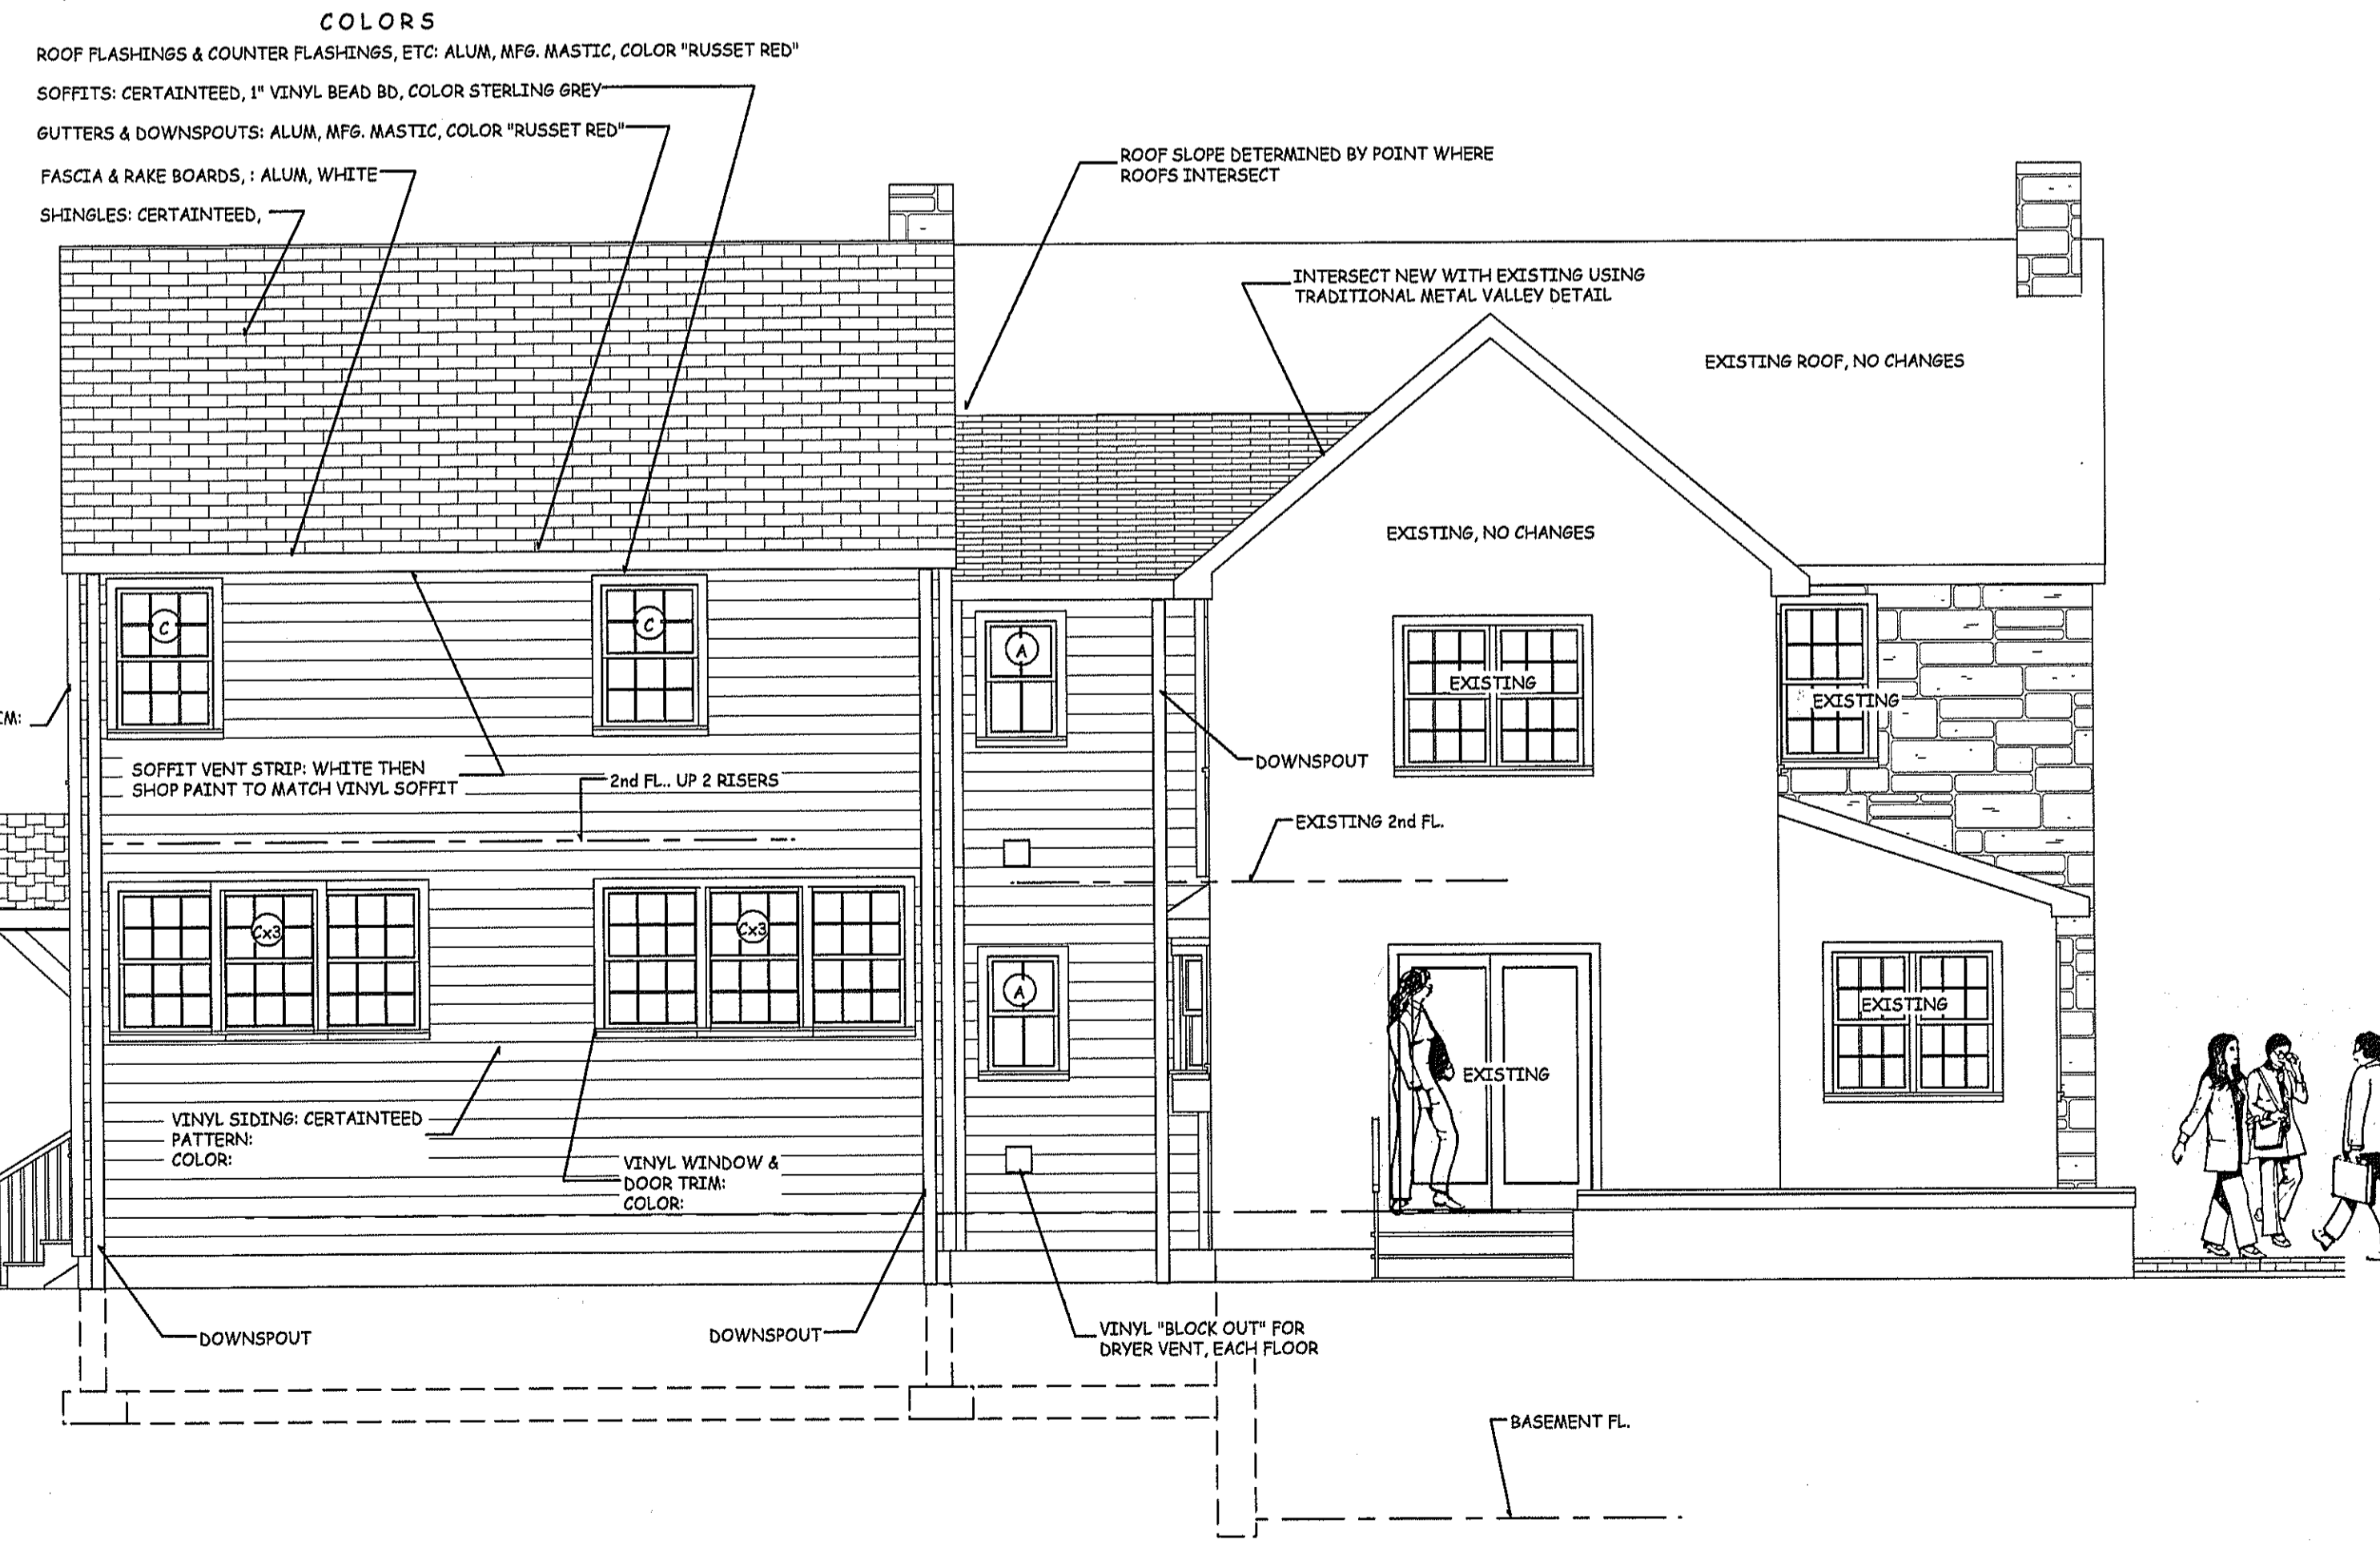 COLORS
ROOF FLASHINGS & COUNTER FLASHINGS, ETC: ALUM, MFG. MASTIC, COLOR "RUSSET RED"
SOFFITS: CERTAINTEED, 1" VINYL BEAD BD, COLOR STERLING GREY
GUTTERS & DOWNSPOUTS: ALUM, MFG. MASTIC, COLOR "RUSSET RED"
FASCIA & RAKE BOARDS, : ALUM, WHITE
SHINGLES: CERTAINTEED,
ROOF SLOPE DETERMINED BY POINT WHERE
ROOFS INTERSECT
INTERSECT NEW WITH EXISTING USING
TRADITIONAL METAL VALLEY DETAIL
EXISTING ROOF, NO CHANGES
EXISTING, NO CHANGES
C
C
A
EXISTING
EXISTING
DOWNSPOUT
SOFFIT VENT STRIP: WHITE THEN
SHOP PAINT TO MATCH VINYL SOFFIT
2nd FL.. UP 2 RISERS
EXISTING 2nd FL.
Cx3
Cx3
A
EXISTING
EXISTING
VINYL SIDING: CERTAINTEED
PATTERN:
COLOR:
VINYL WINDOW &
DOOR TRIM:
COLOR:
DOWNSPOUT
DOWNSPOUT
VINYL "BLOCK OUT" FOR
DRYER VENT, EACH FLOOR
BASEMENT FL.